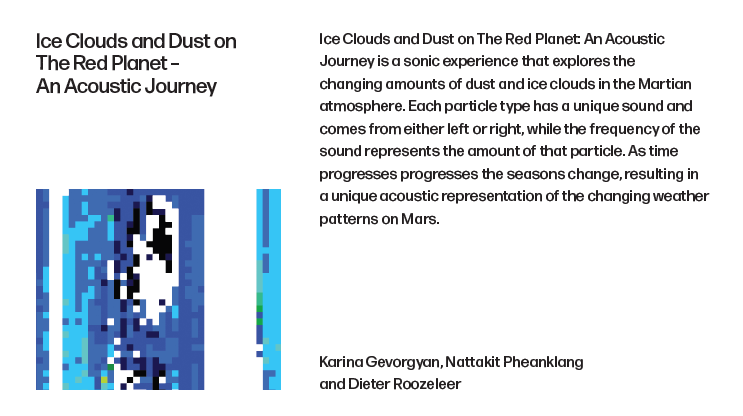 Ice Clouds and Dust on
The Red Planet –
An Acoustic Journey
Ice Clouds and Dust on The Red Planet: An Acoustic
Journey is a sonic experience that explores the
changing amounts of dust and ice clouds in the Martian
atmosphere. Each particle type has a unique sound and
comes from either left or right, while the frequency of the
sound represents the amount of that particle. As time
progresses progresses the seasons change, resulting in
a unique acoustic representation of the changing weather
patterns on Mars.
Karina Gevorgyan, Nattakit Pheanklang
and Dieter Roozeleer